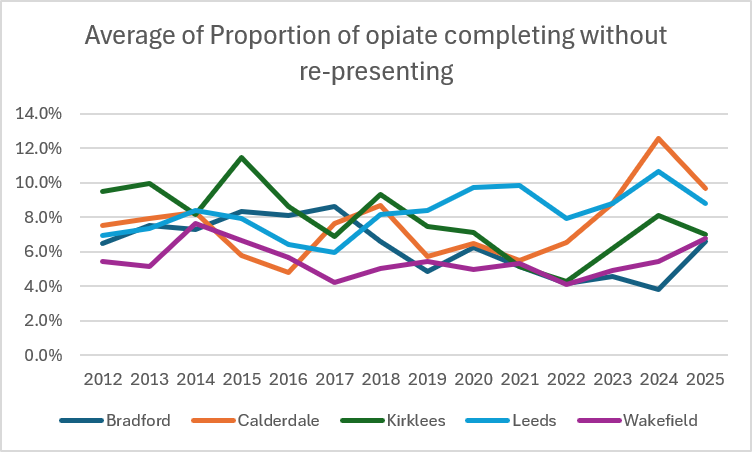 Average of Proportion of opiate completing without
re-presenting
14.0%
12.0%
10.0%
8.0%
6.0%
4.0%
2.0%
0.0%
2012 2013 2014 2015 2016 2017 2018 2019 2020 2021 2022 2023 2024 2025
Bradford Calderdale Kirklees Leeds Wakefield